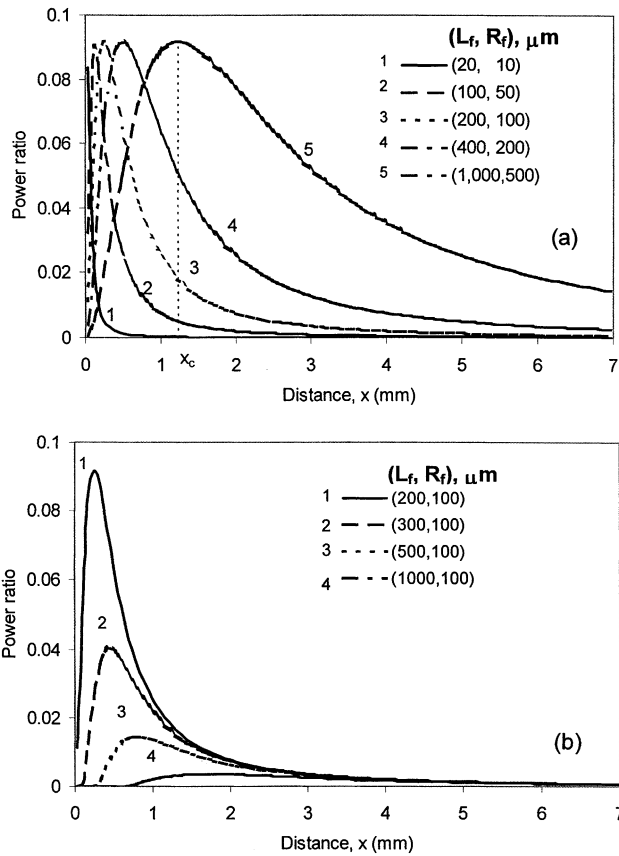 0.1
0.08
0.06
0.04
0.02
0
Power ratio
(Lf, Rf), μm
1 (20, 10)
2 (100, 50)
3 (200, 100)
4 (400, 200)
5 (1,000,500)
5
4
3
2
1
(a)
0 1 2 3 4 5 6 7
xc
Distance, x (mm)
0.1
0.08
0.06
0.04
0.02
0
Power ratio
(Lf, Rf), μm
1 (200,100)
2 (300,100)
3 (500,100)
4 (1000,100)
1
2
3
4
(b)
0 1 2 3 4 5 6 7
Distance, x (mm)